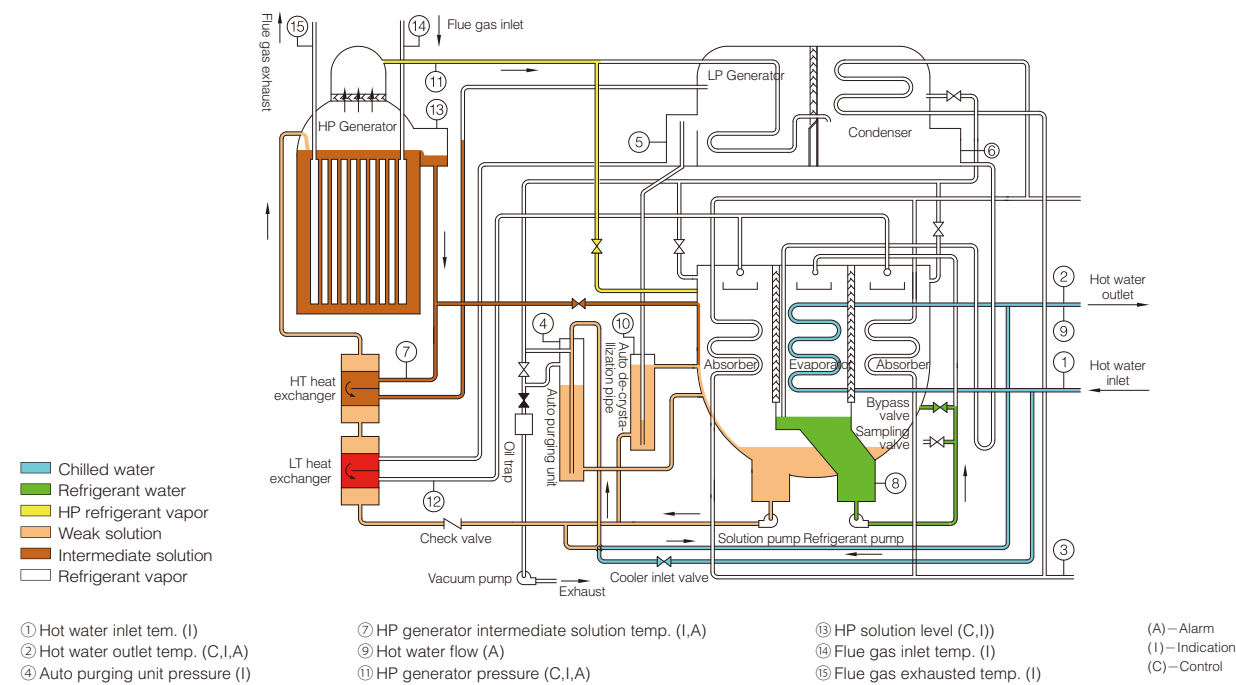 Flue gas exhaust
⑮
⑭
Flue gas inlet
⑪
⑬
HP Generator
LP Generator
Condenser
⑤
⑥
②
Hot water
outlet
⑨
①
Hot water
inlet
④
⑩
Auto de-crysta-
llization pipe
Absorber
Evaporator
Absorber
⑦
HT heat
exchanger
Bypass
valve
Sampling
valve
Auto purging unit
Oil trap
LT heat
exchanger
⑫
⑧
Check valve
Solution pump
Refrigerant pump
③
Vacuum pump
Exhaust
Cooler inlet valve
Chilled water
Refrigerant water
HP refrigerant vapor
Weak solution
Intermediate solution
Refrigerant vapor
① Hot water inlet tem. (I)
② Hot water outlet temp. (C,I,A)
④ Auto purging unit pressure (I)
⑦ HP generator intermediate solution temp. (I,A)
⑨ Hot water flow (A)
⑪ HP generator pressure (C,I,A)
⑬ HP solution level (C,I))
⑭ Flue gas inlet temp. (I)
⑮ Flue gas exhausted temp. (I)
(A)–Alarm
(I)–Indication
(C)–Control